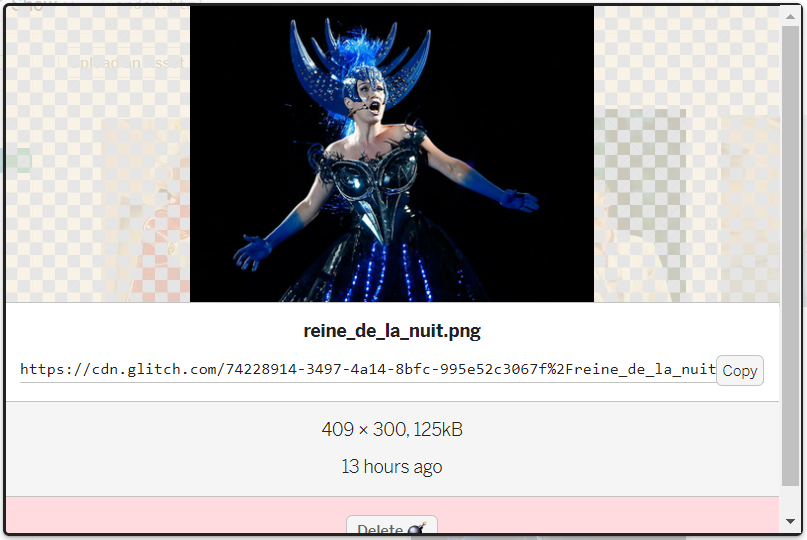 reine_de_la_nuit.png
https://cdn.glitch.com/74228914-3497-4a14-8bfc-995e52c3067f%2Freine_de_la_nuit
Copy
409 × 300, 125kB
13 hours ago
Delete